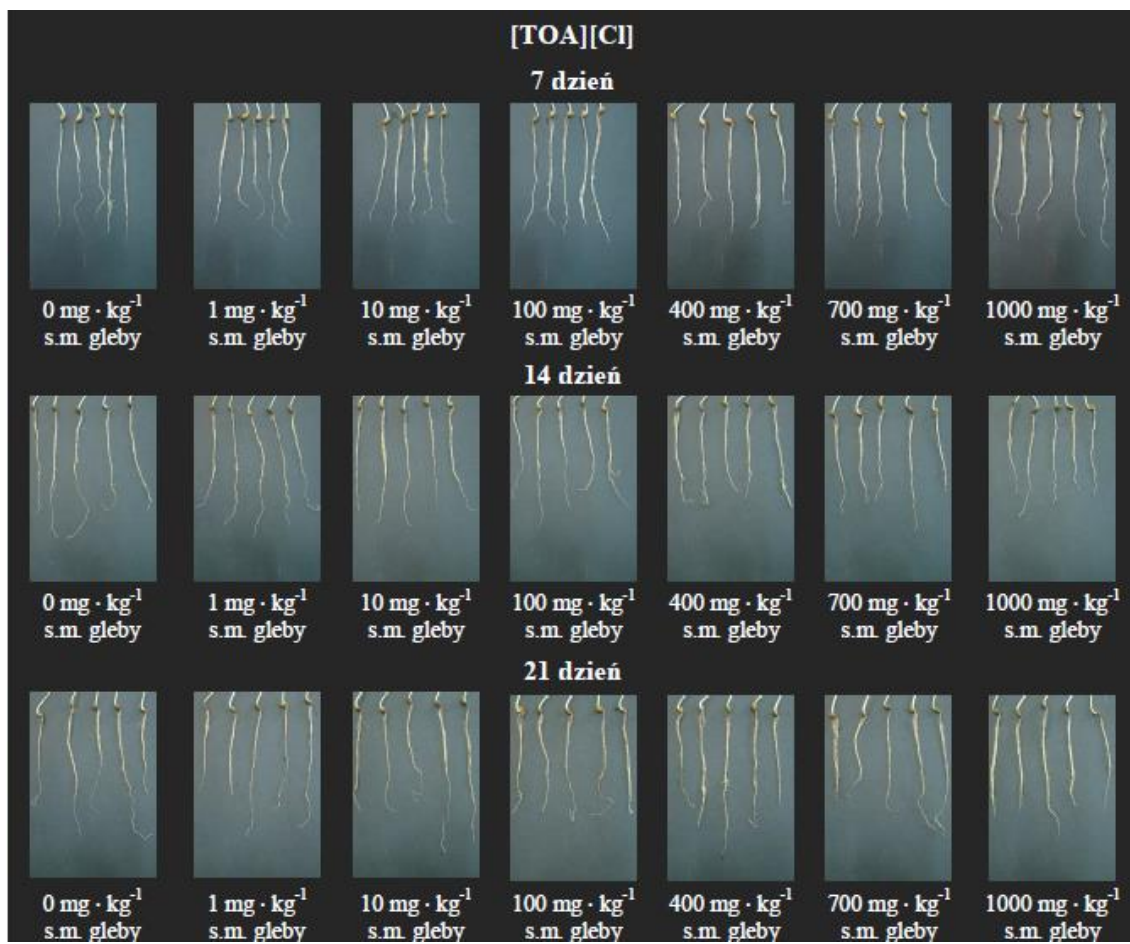 [TOA][Cl]
7 dzień
0 mg · kg⁻¹ 1 mg · kg⁻¹ 10 mg · kg⁻¹ 100 mg · kg⁻¹ 400 mg · kg⁻¹ 700 mg · kg⁻¹ 1000 mg · kg⁻¹
s.m. gleby s.m. gleby s.m. gleby s.m. gleby s.m. gleby s.m. gleby s.m. gleby
14 dzień
0 mg · kg⁻¹ 1 mg · kg⁻¹ 10 mg · kg⁻¹ 100 mg · kg⁻¹ 400 mg · kg⁻¹ 700 mg · kg⁻¹ 1000 mg · kg⁻¹
s.m. gleby s.m. gleby s.m. gleby s.m. gleby s.m. gleby s.m. gleby s.m. gleby
21 dzień
0 mg · kg⁻¹ 1 mg · kg⁻¹ 10 mg · kg⁻¹ 100 mg · kg⁻¹ 400 mg · kg⁻¹ 700 mg · kg⁻¹ 1000 mg · kg⁻¹
s.m. gleby s.m. gleby s.m. gleby s.m. gleby s.m. gleby s.m. gleby s.m. gleby